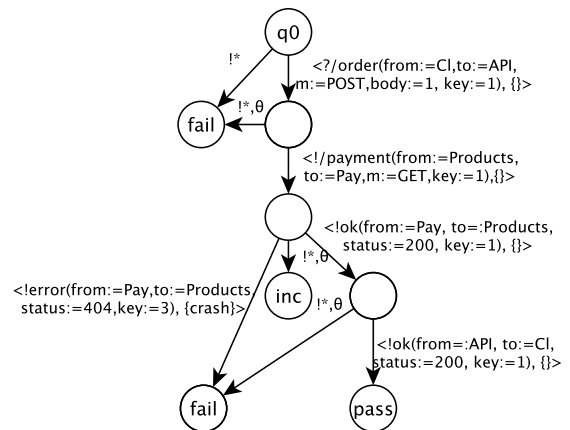 q0
!*
<?/order(from:=Cl,to:=API,
m:=POST,body:=1, key:=1), {}>
!*,θ
fail
<!/payment(from:=Products,
to:=Pay,m:=GET,key:=1),{}>
<!ok(from:=Pay, to=:Products,
status:=200, key:=1), {}>
!*,θ
<!error(from:=Pay,to:=Products,
status:=404,key:=3), {crash}>
inc
!*,θ
<!ok(from=:API, to:=Cl,
status:=200, key:=1), {}>
fail
pass